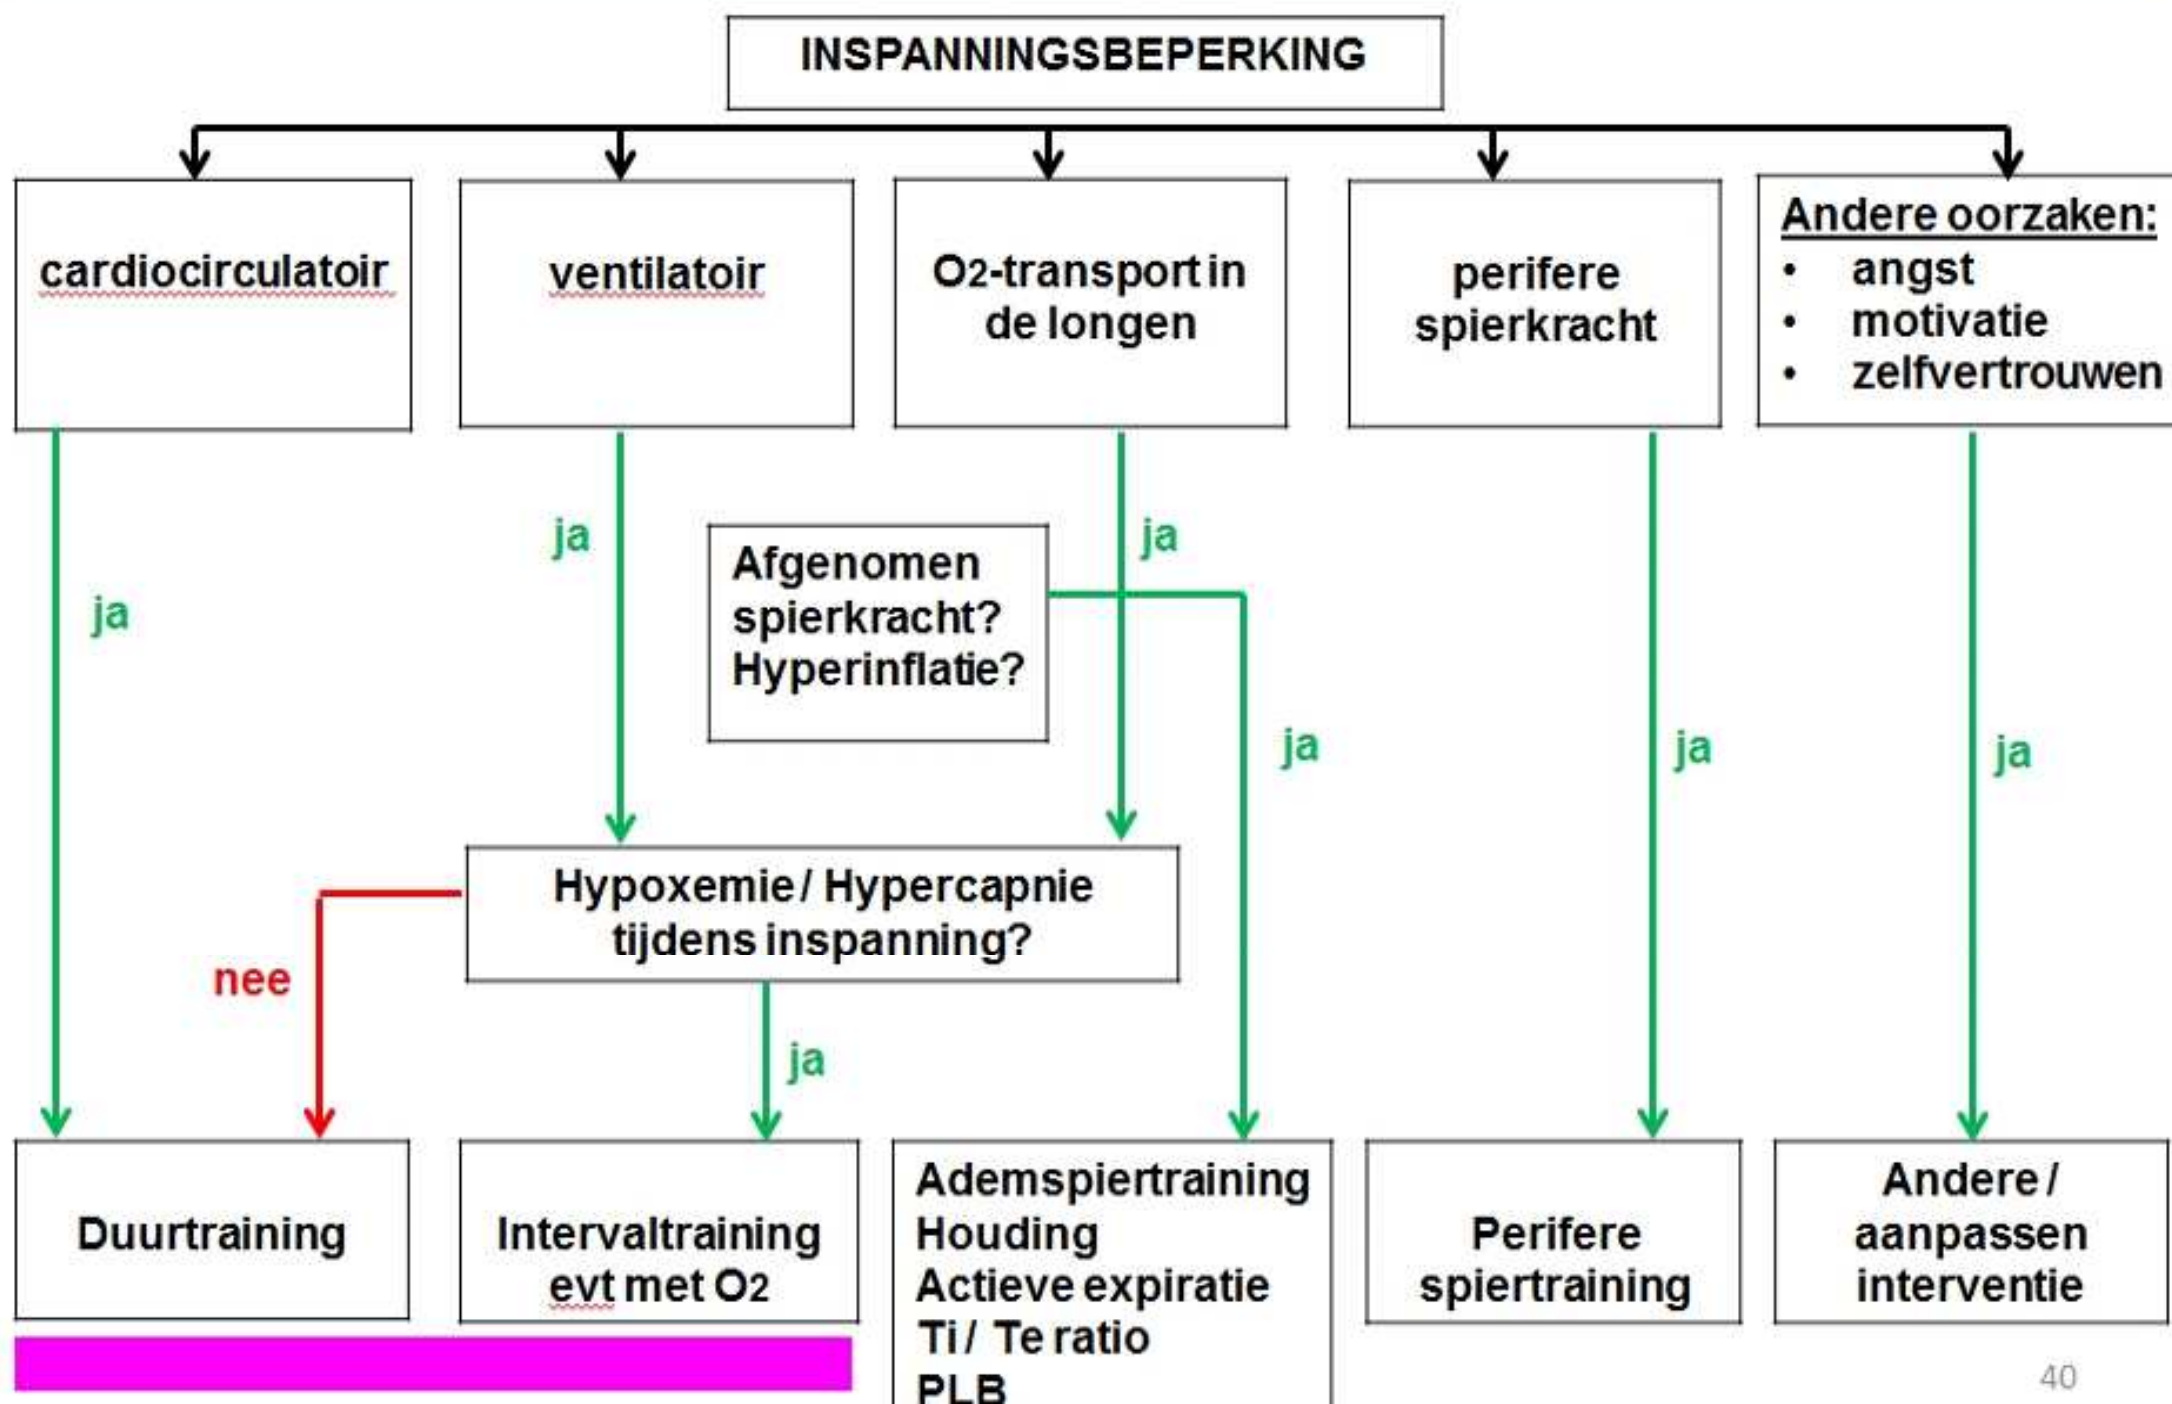 INSPANNINGSBEPERKING
cardiocirculatoir
ventilatoir
O2-transport in
de longen
perifere
spierkracht
Andere oorzaken:
• angst
• motivatie
• zelfvertrouwen
ja
ja
Afgenomen
spierkracht?
Hyperinflatie?
ja
ja
ja
ja
Hypoxemie / Hypercapnie
tijdens inspanning?
nee
ja
Duurtraining
Intervaltraining
evt met O2
Ademspiertraining
Houding
Actieve expiratie
Ti / Te ratio
PLB
Perifere
spiertraining
Andere /
aanpassen
interventie
40